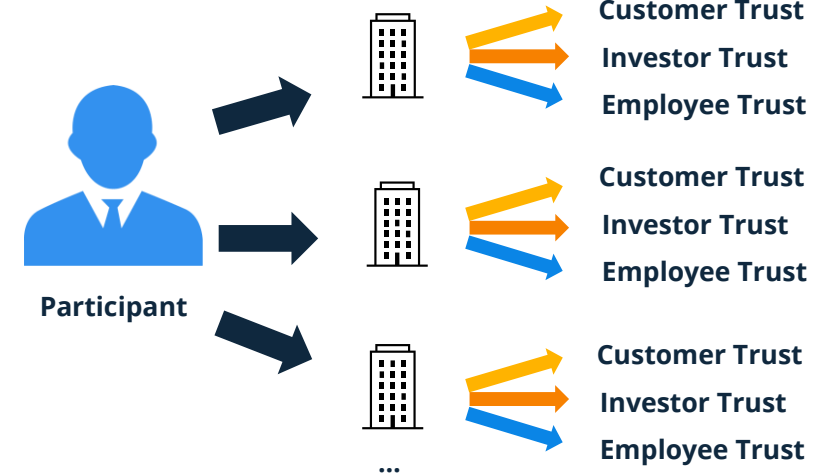 Customer Trust
Investor Trust
Employee Trust
Customer Trust
Investor Trust
Employee Trust
Participant
Customer Trust
Investor Trust
Employee Trust
...